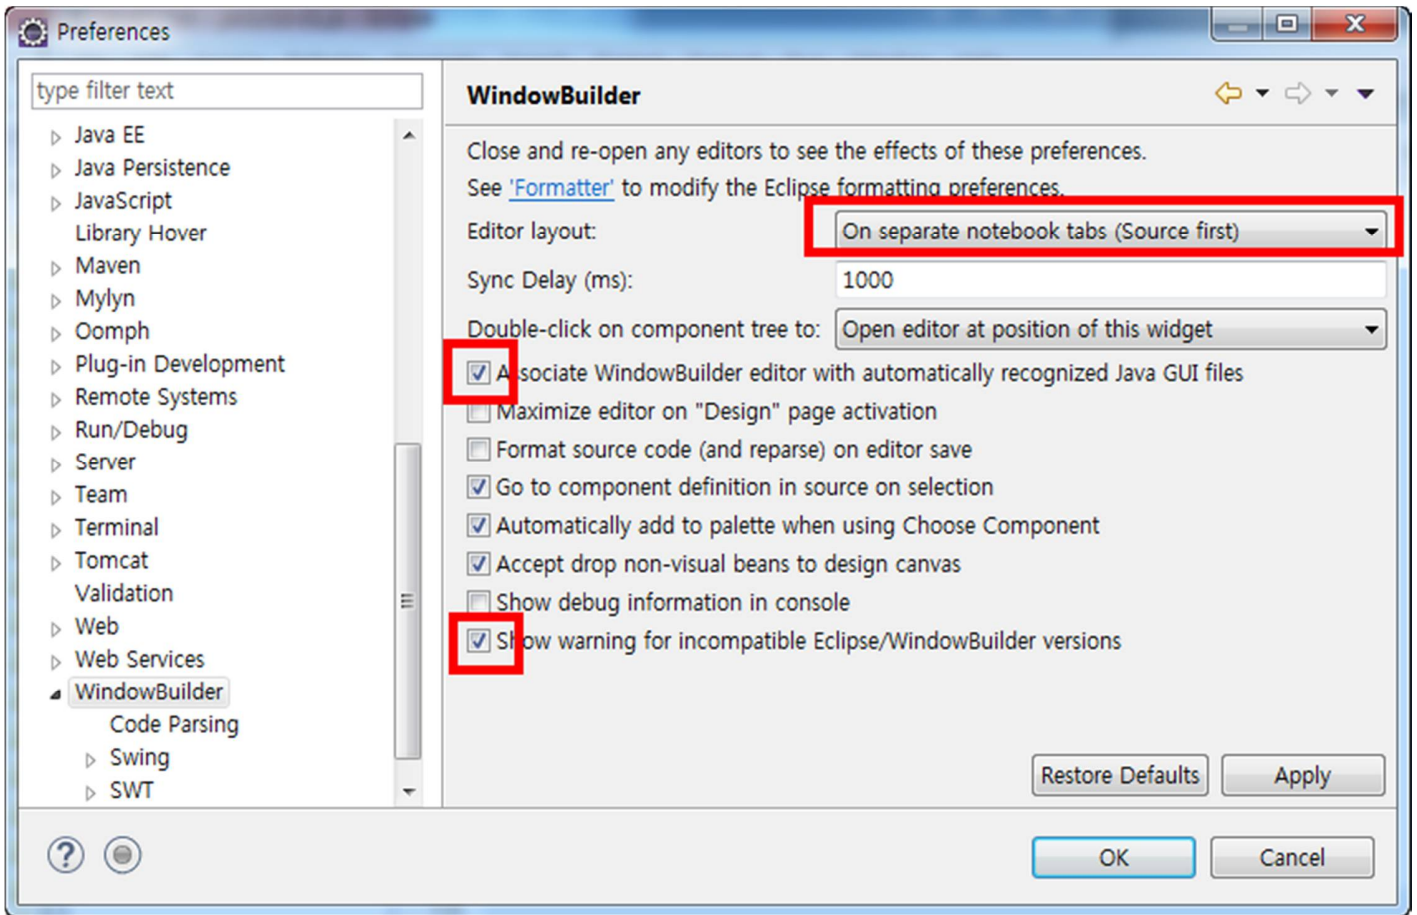 Preferences
type filter text
Java EE
Java Persistence
JavaScript
Library Hover
Maven
Mylyn
Oomph
Plug-in Development
Remote Systems
Run/Debug
Server
Team
Terminal
Tomcat
Validation
Web
Web Services
WindowBuilder
Code Parsing
Swing
SWT
WindowBuilder
Close and re-open any editors to see the effects of these preferences.
See 'Formatter' to modify the Eclipse formatting preferences.
Editor layout: On separate notebook tabs (Source first)
Sync Delay (ms): 1000
Double-click on component tree to: Open editor at position of this widget
Associate WindowBuilder editor with automatically recognized Java GUI files
Maximize editor on "Design" page activation
Format source code (and reparse) on editor save
Go to component definition in source on selection
Automatically add to palette when using Choose Component
Accept drop non-visual beans to design canvas
Show debug information in console
Show warning for incompatible Eclipse/WindowBuilder versions
Restore Defaults Apply
OK Cancel